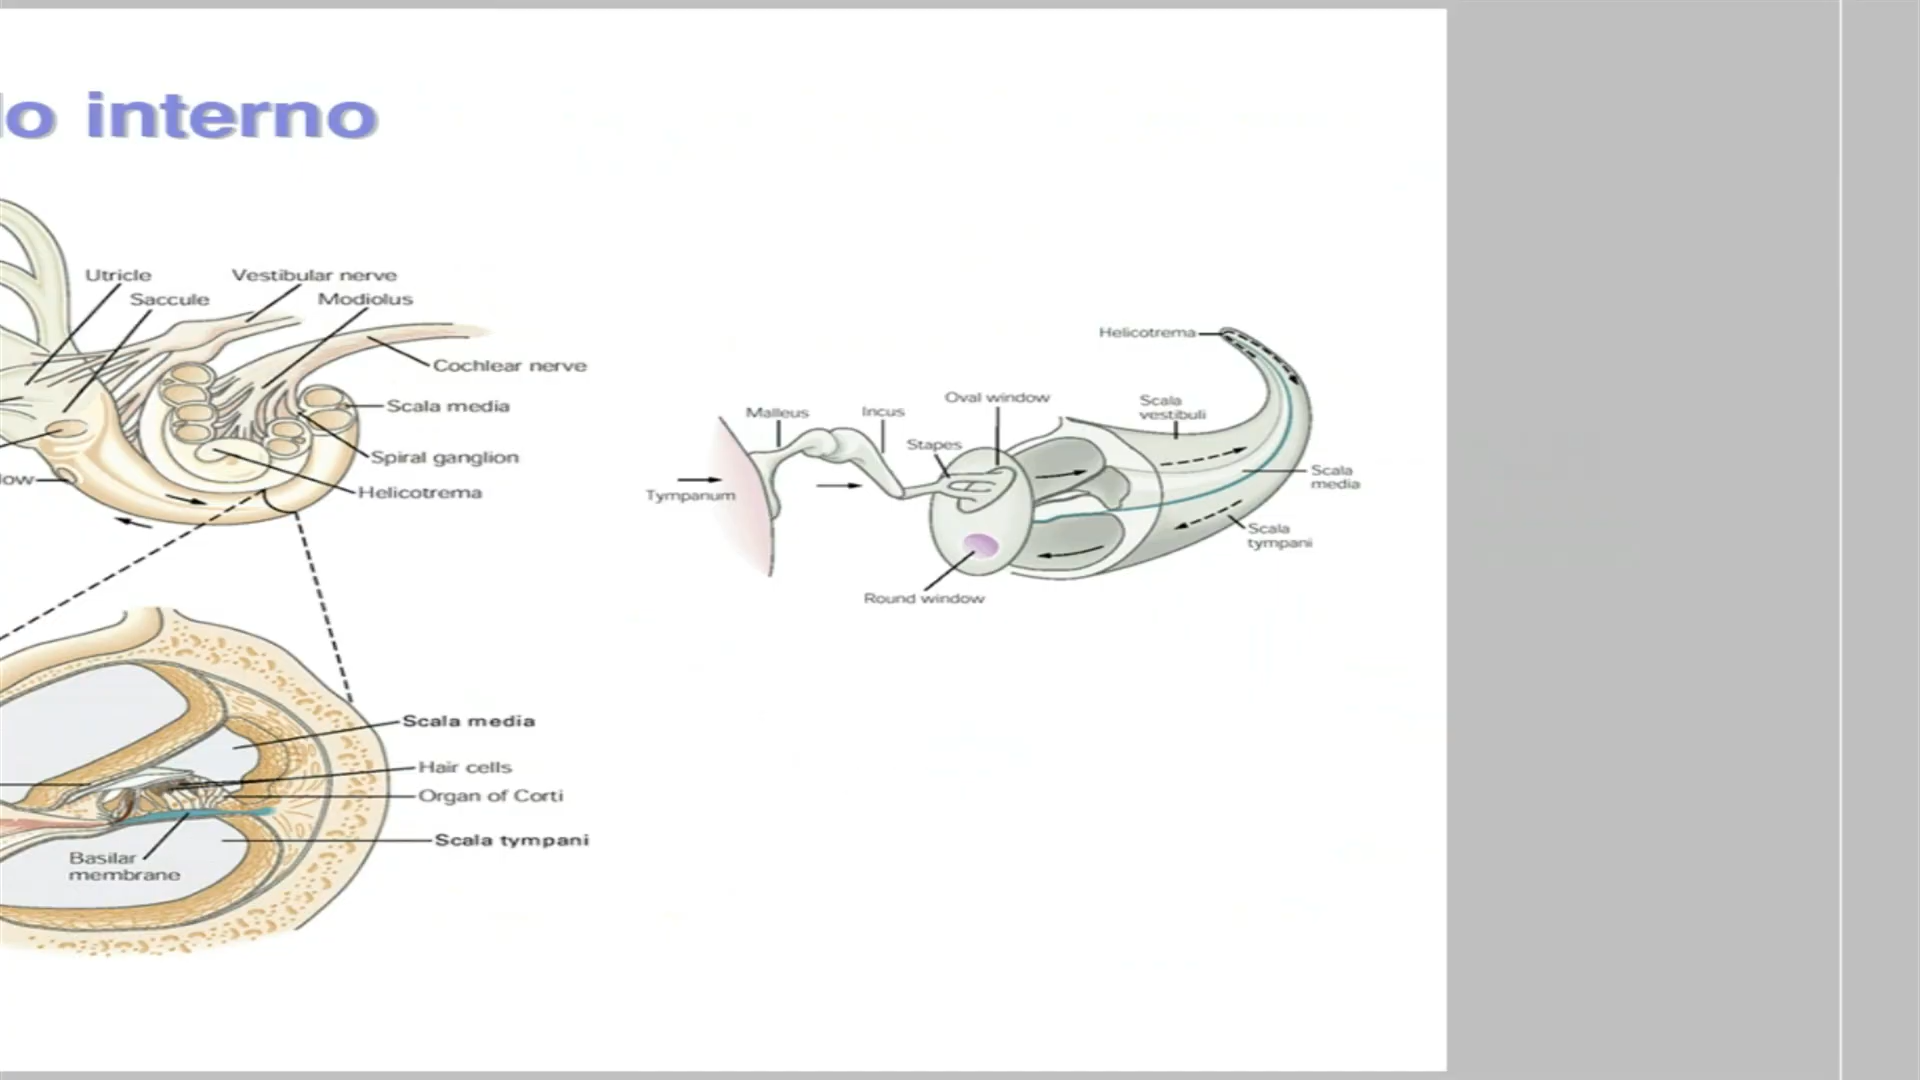 lo interno
Utricle
Vestibular nerve
Saccule
Modiolus
Cochlear nerve
Scala media
Spiral ganglion
Helicotrema
Scala media
Hair cells
Organ of Corti
Scala tympani
Basilar
membrane
Helicotrema
Oval window
Scala
vestibuli
Malleus
Incus
Stapes
Scala
media
Tympanum
Scala
tympani
Round window